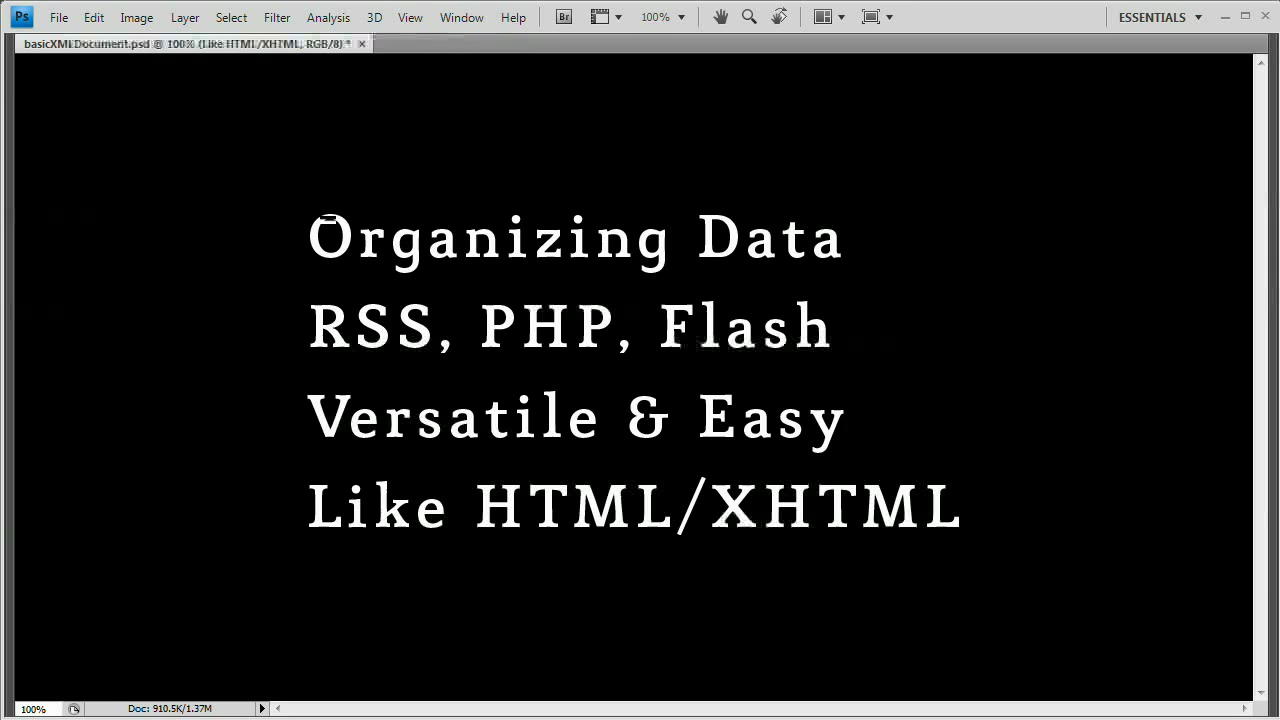 Ps File Edit Image Layer Select Filter Analysis 3D View Window Help Br 100% ESSENTIALS
basicXMLDocument.psd @ 100% (Like HTML/XHTML, RGB/8) *
Organizing Data
RSS, PHP, Flash
Versatile & Easy
Like HTML/XHTML
100% Doc: 910.5K/1.37M